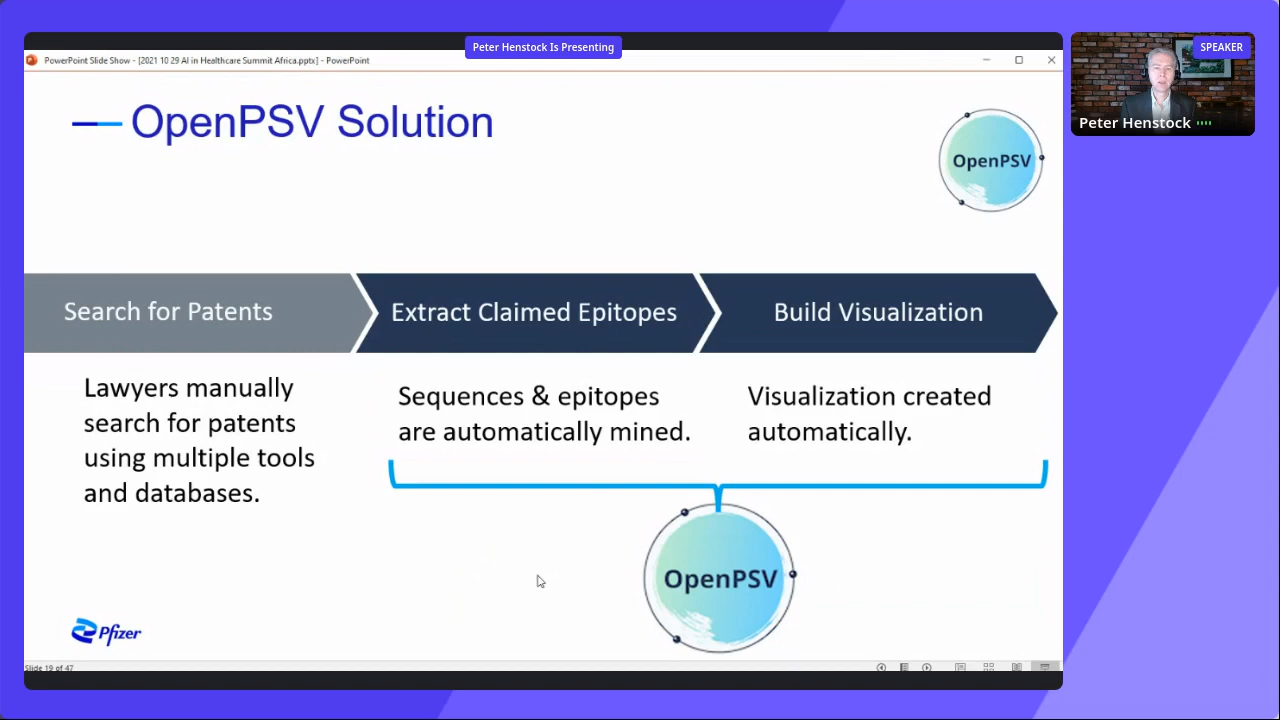 Peter Henstock Is Presenting
PowerPoint Slide Show - [2021 10 29 AI in Healthcare Summit Africa.pptx] - PowerPoint
SPEAKER
Peter Henstock
OpenPSV Solution
OpenPSV
Search for Patents
Extract Claimed Epitopes
Build Visualization
Lawyers manually
search for patents
using multiple tools
and databases.
Sequences & epitopes
are automatically mined.
Visualization created
automatically.
OpenPSV
Pfizer
Slide 19 of 47